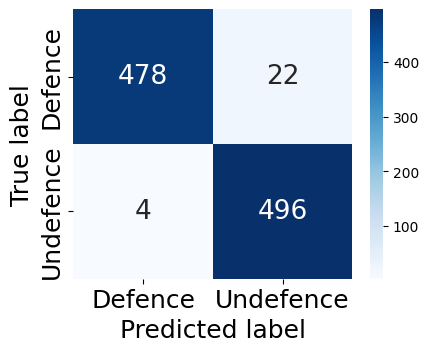 True label
Defence
Undefence
478
22
4
496
Defence
Undefence
Predicted label
400
300
200
100